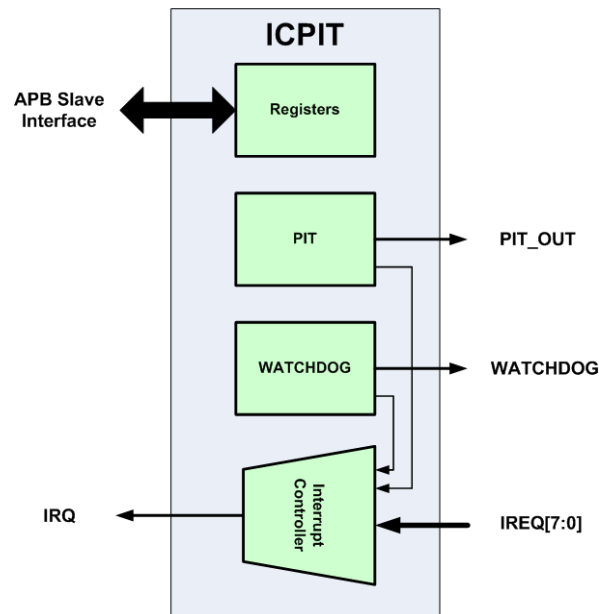 ICPIT
APB Slave
Interface
Registers
PIT
PIT_OUT
WATCHDOG
WATCHDOG
Interrupt
Controller
IRQ
IREQ[7:0]